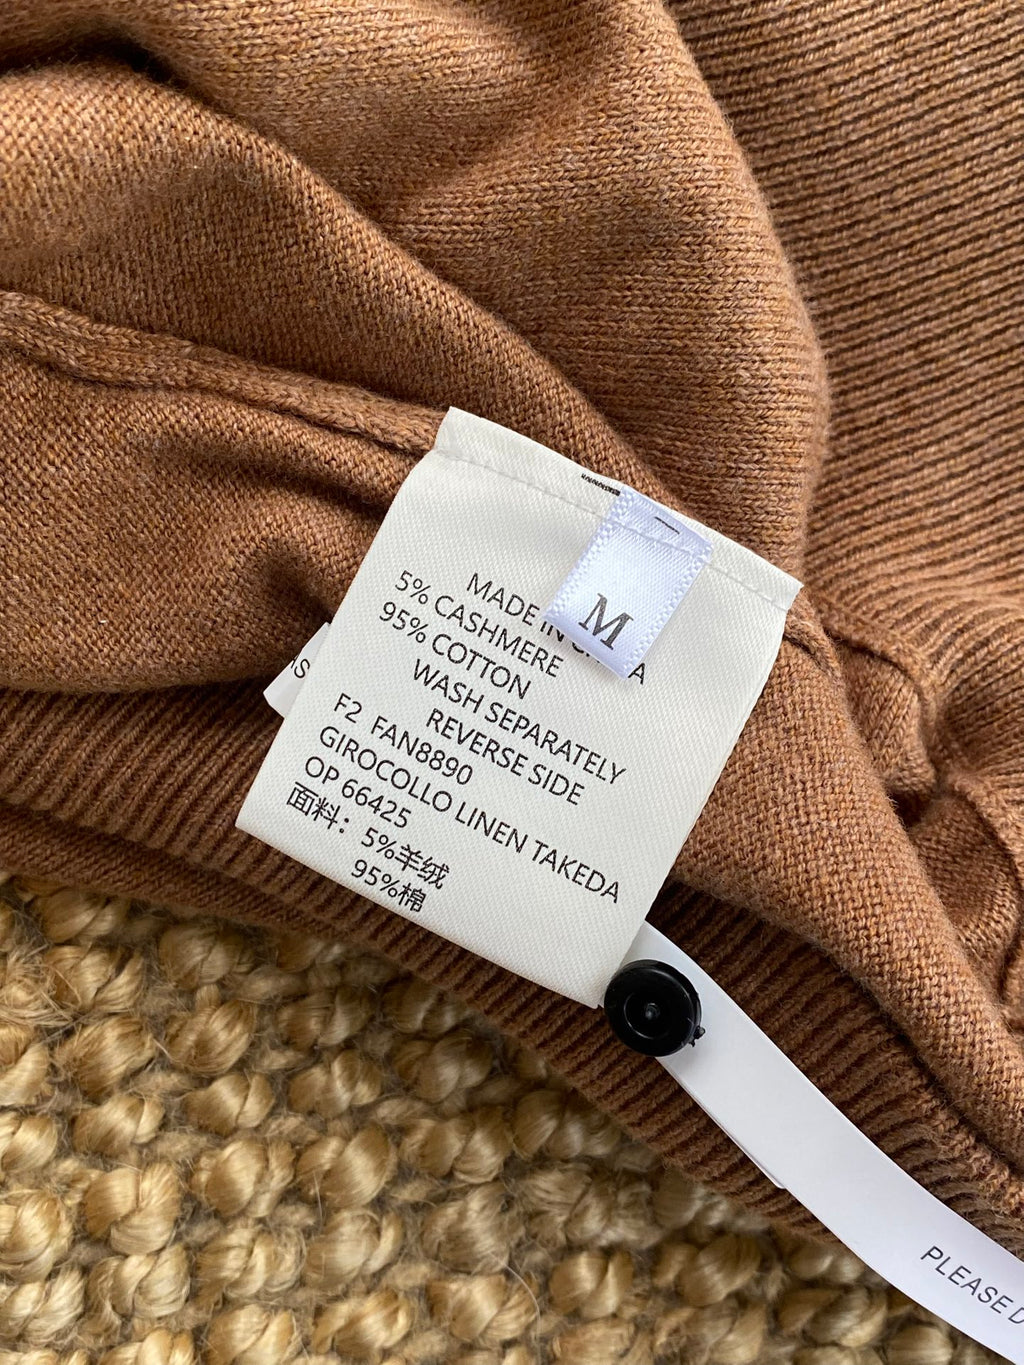 MADE IN
M
5% CASHMERE
95% COTTON
WASH SEPARATELY
REVERSE SIDE
F2 FAN8890
GIROCOLLO LINEN TAKEDA
OP 66425
面料：5%羊绒
95%棉
PLEASE